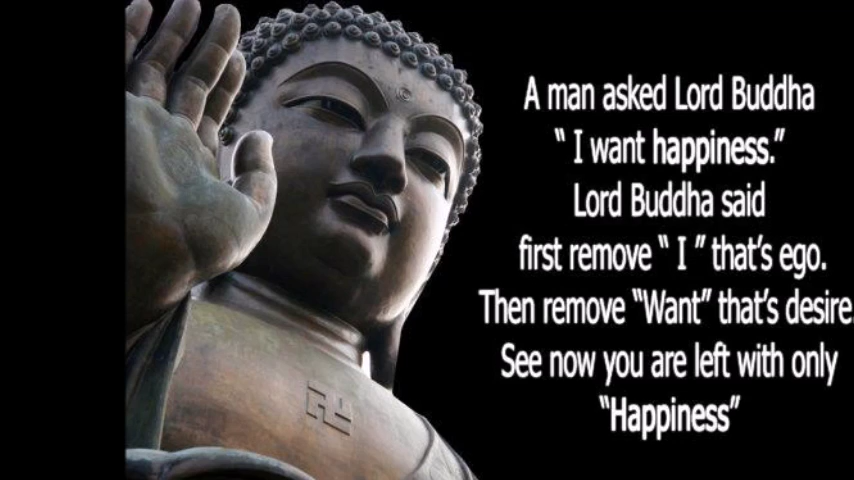 A man asked Lord Buddha
“ I want happiness.”
Lord Buddha said
first remove “ I ” that’s ego.
Then remove “Want” that’s desire
See now you are left with only
“Happiness”